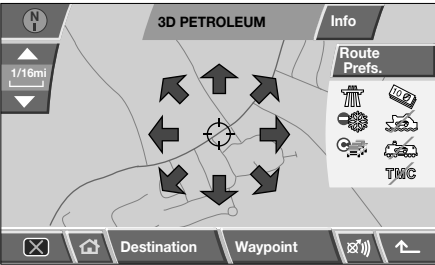 N
3D PETROLEUM
Info
1/16mi
Route
Prefs.
C
TMC
Destination
Waypoint